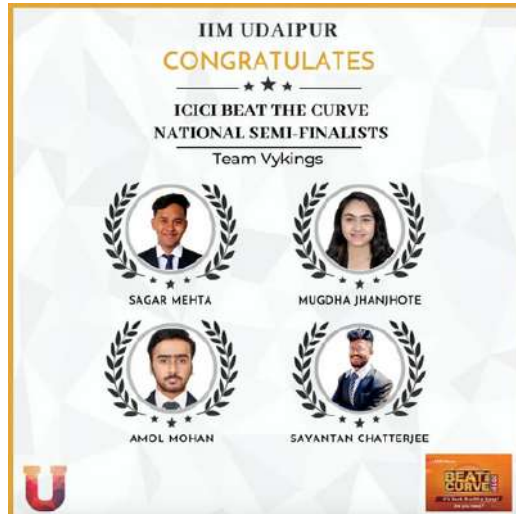 IIM UDAIPUR
CONGRATULATES
ICICI BEAT THE CURVE
NATIONAL SEMI-FINALISTS
Team Vykings
SAGAR MEHTA
MUGDHA JHANJHOTE
AMOL MOHAN
SAYANTAN CHATTERJEE
U
BEAT THE
CURVE